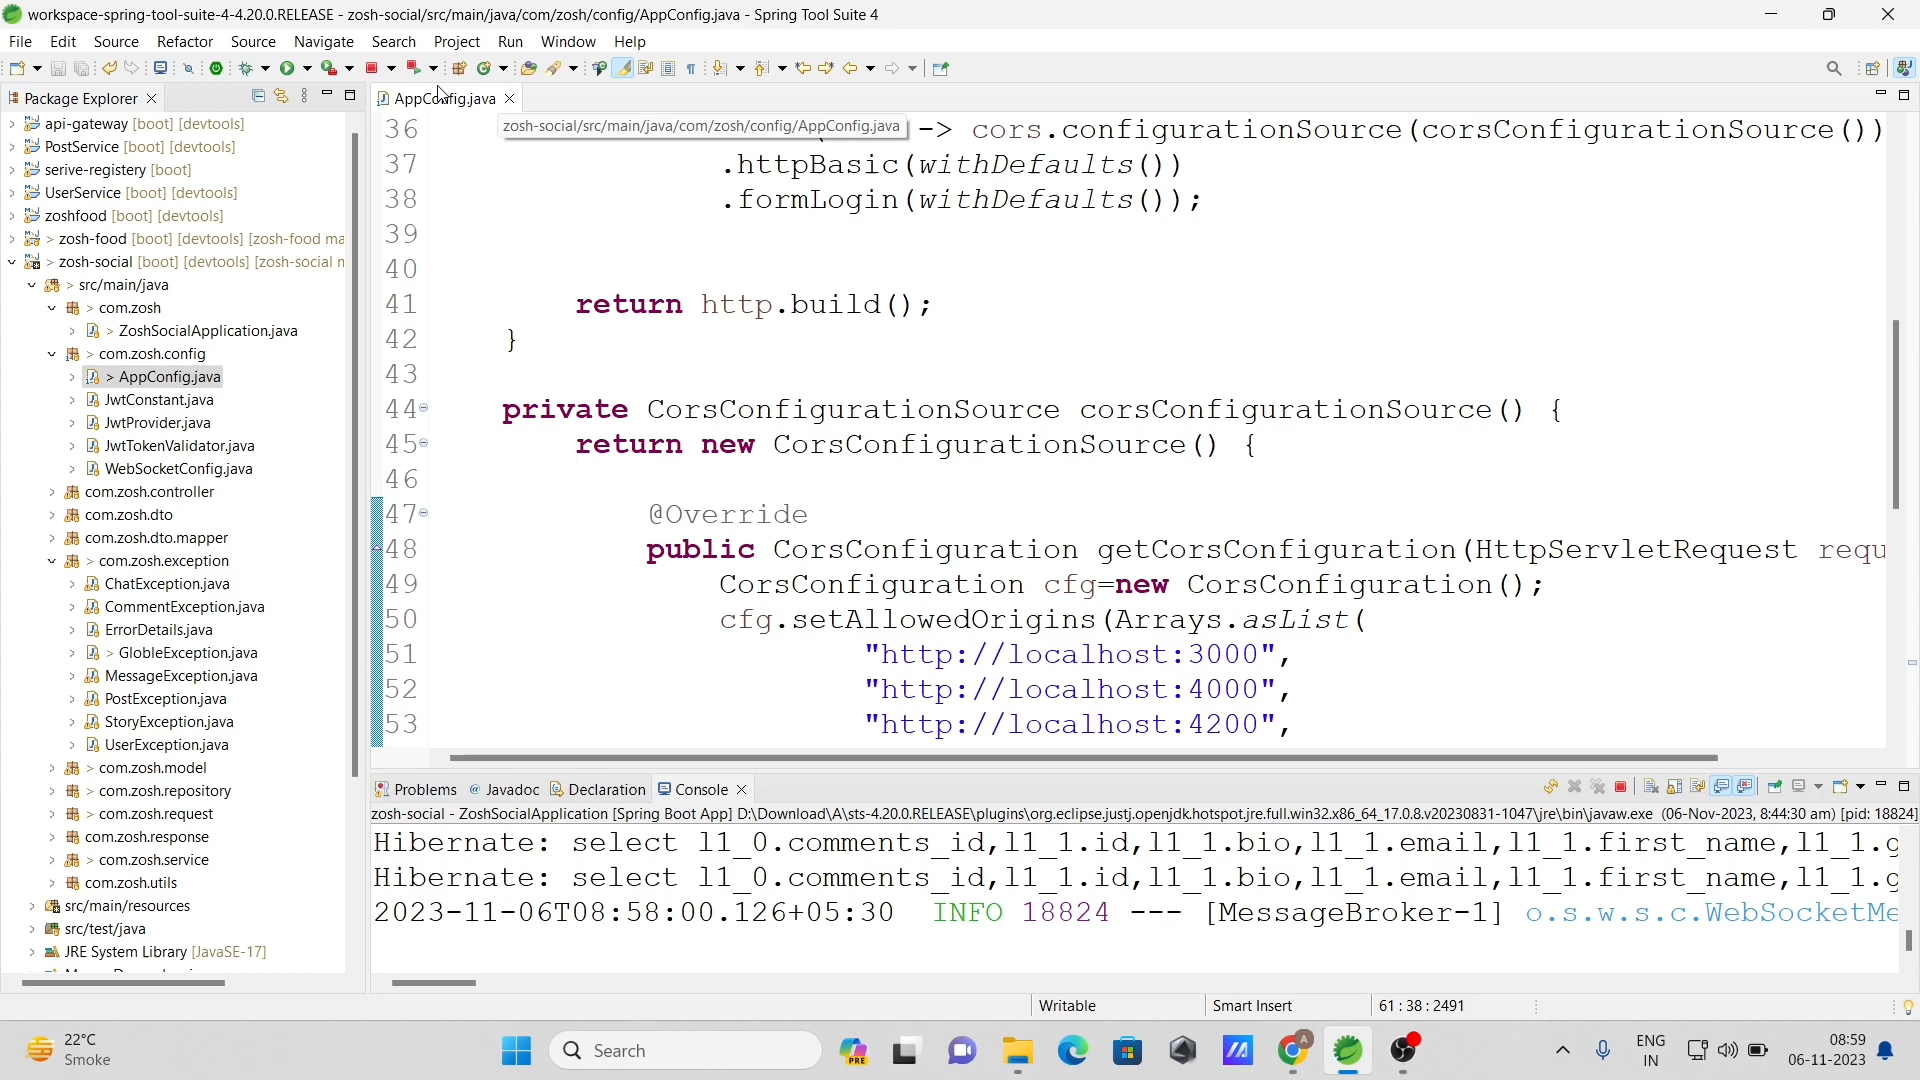 workspace-spring-tool-suite-4-4.20.0.RELEASE - zosh-social/src/main/java/com/zosh/config/AppConfig.java - Spring Tool Suite 4
File Edit Source Refactor Source Navigate Search Project Run Window Help
Package Explorer
AppConfig.java
zosh-social/src/main/java/com/zosh/config/AppConfig.java
api-gateway [boot] [devtools]
PostService [boot] [devtools]
serive-registery [boot]
UserService [boot] [devtools]
zoshfood [boot] [devtools]
> zosh-food [boot] [devtools] [zosh-food ma
> zosh-social [boot] [devtools] [zosh-social
> src/main/java
> com.zosh
> ZoshSocialApplication.java
> com.zosh.config
> AppConfig.java
JwtConstant.java
JwtProvider.java
JwtTokenValidator.java
WebSocketConfig.java
com.zosh.controller
com.zosh.dto
com.zosh.dto.mapper
> com.zosh.exception
ChatException.java
CommentException.java
ErrorDetails.java
> GlobleException.java
MessageException.java
PostException.java
StoryException.java
UserException.java
> com.zosh.model
> com.zosh.repository
> com.zosh.request
com.zosh.response
> com.zosh.service
com.zosh.utils
src/main/resources
src/test/java
JRE System Library [JavaSE-17]
36 -> cors.configurationSource(corsConfigurationSource())
37 .httpBasic(withDefaults())
38 .formLogin(withDefaults());
39
40
41 return http.build();
42 }
43
44 private CorsConfigurationSource corsConfigurationSource() {
45 return new CorsConfigurationSource() {
46
47 @Override
48 public CorsConfiguration getCorsConfiguration(HttpServletRequest requ
49 CorsConfiguration cfg=new CorsConfiguration();
50 cfg.setAllowedOrigins(Arrays.asList(
51 "http://localhost:3000",
52 "http://localhost:4000",
53 "http://localhost:4200",
Problems @ Javadoc Declaration Console
zosh-social - ZoshSocialApplication [Spring Boot App] D:\Download\A\sts-4.20.0.RELEASE\plugins\org.eclipse.justj.openjdk.hotspot.jre.full.win32.x86_64_17.0.8.v20230831-1047\jre\bin\javaw.exe (06-Nov-2023, 8:44:30 am) [pid: 18824]
Hibernate: select l1_0.comments_id,l1_1.id,l1_1.bio,l1_1.email,l1_1.first_name,l1_1.g
Hibernate: select l1_0.comments_id,l1_1.id,l1_1.bio,l1_1.email,l1_1.first_name,l1_1.g
2023-11-06T08:58:00.126+05:30 INFO 18824 --- [MessageBroker-1] o.s.w.s.c.WebSocketMe
Writable Smart Insert 61 : 38 : 2491
22°C
Smoke
Search
PRE
A
ENG
IN
08:59
06-11-2023